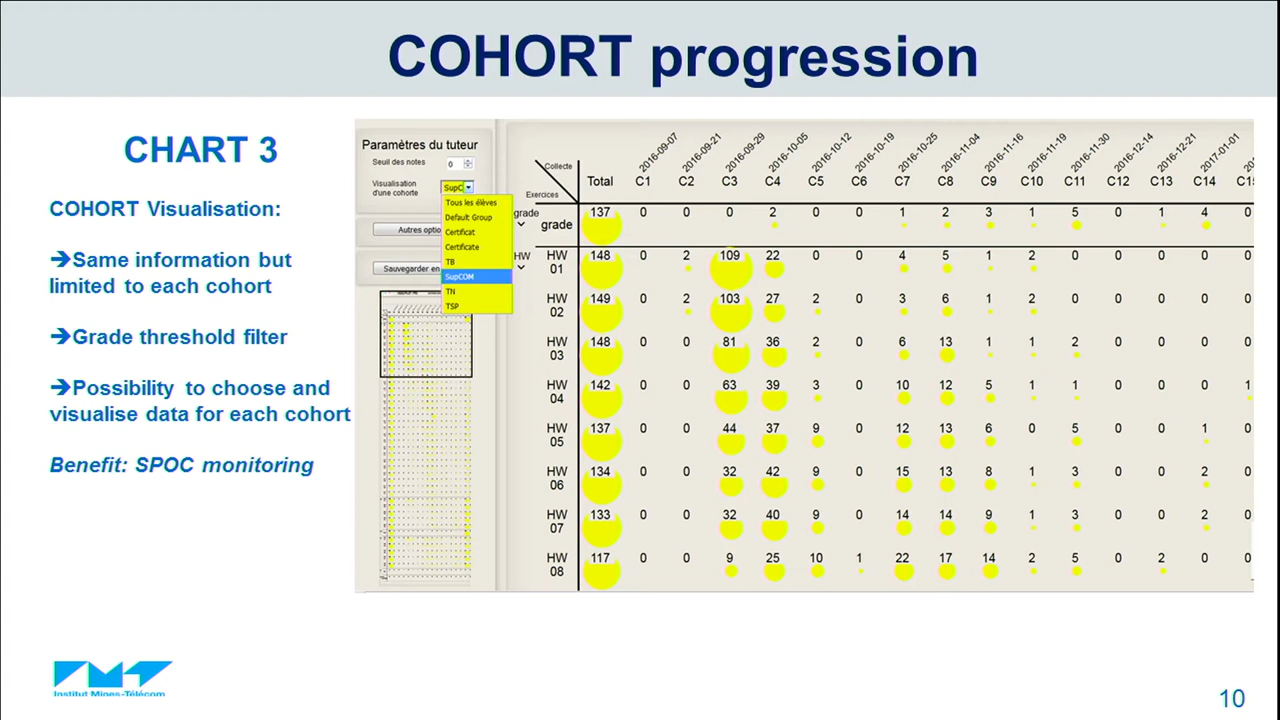 COHORT progression
CHART 3
COHORT Visualisation:
➔Same information but
limited to each cohort
➔Grade threshold filter
➔Possibility to choose and
visualise data for each cohort
Benefit: SPOC monitoring
Paramètres du tuteur
Seuil des notes 0
Visualisation
d'une cohorte
SupC
Tous les élèves
Default Group
Certificat
Certificate
TB
SupCOM
TN
TSP
Autres optio
Sauvegarder en
grade
HW
Collecte
Exercices
2016-09-07 2016-09-21 2016-09-29 2016-10-05 2016-10-12 2016-10-19 2016-10-25 2016-11-04 2016-11-16 2016-11-19 2016-11-30 2016-12-14 2016-12-21 2017-01-01 20
Total C1 C2 C3 C4 C5 C6 C7 C8 C9 C10 C11 C12 C13 C14 C15
grade 137 0 0 0 2 0 0 1 2 3 1 5 0 1 4 0
HW 01 148 0 2 109 22 0 0 4 5 1 2 0 0 0 0 0
HW 02 149 0 2 103 27 2 0 3 6 1 2 0 0 0 0 0
HW 03 148 0 0 81 36 2 0 6 13 1 1 2 0 0 0 0
HW 04 142 0 0 63 39 3 0 10 12 5 1 1 0 0 0 1
HW 05 137 0 0 44 37 9 0 12 13 6 0 5 0 0 1 0
HW 06 134 0 0 32 42 9 0 15 13 8 1 3 0 0 2 0
HW 07 133 0 0 32 40 9 0 14 14 9 1 3 0 0 2 0
HW 08 117 0 0 9 25 10 1 22 17 14 2 5 0 2 0 0
Institut Mines-Télécom
10